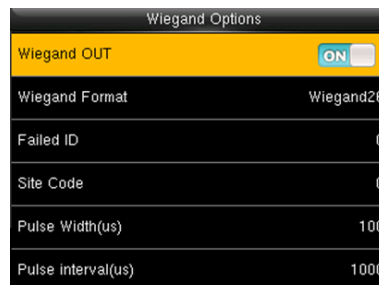 Wiegand Options
Wiegand OUT ON
Wiegand Format
Failed ID
Site Code
Pulse Width(us) 100
Pulse interval(us) 1000